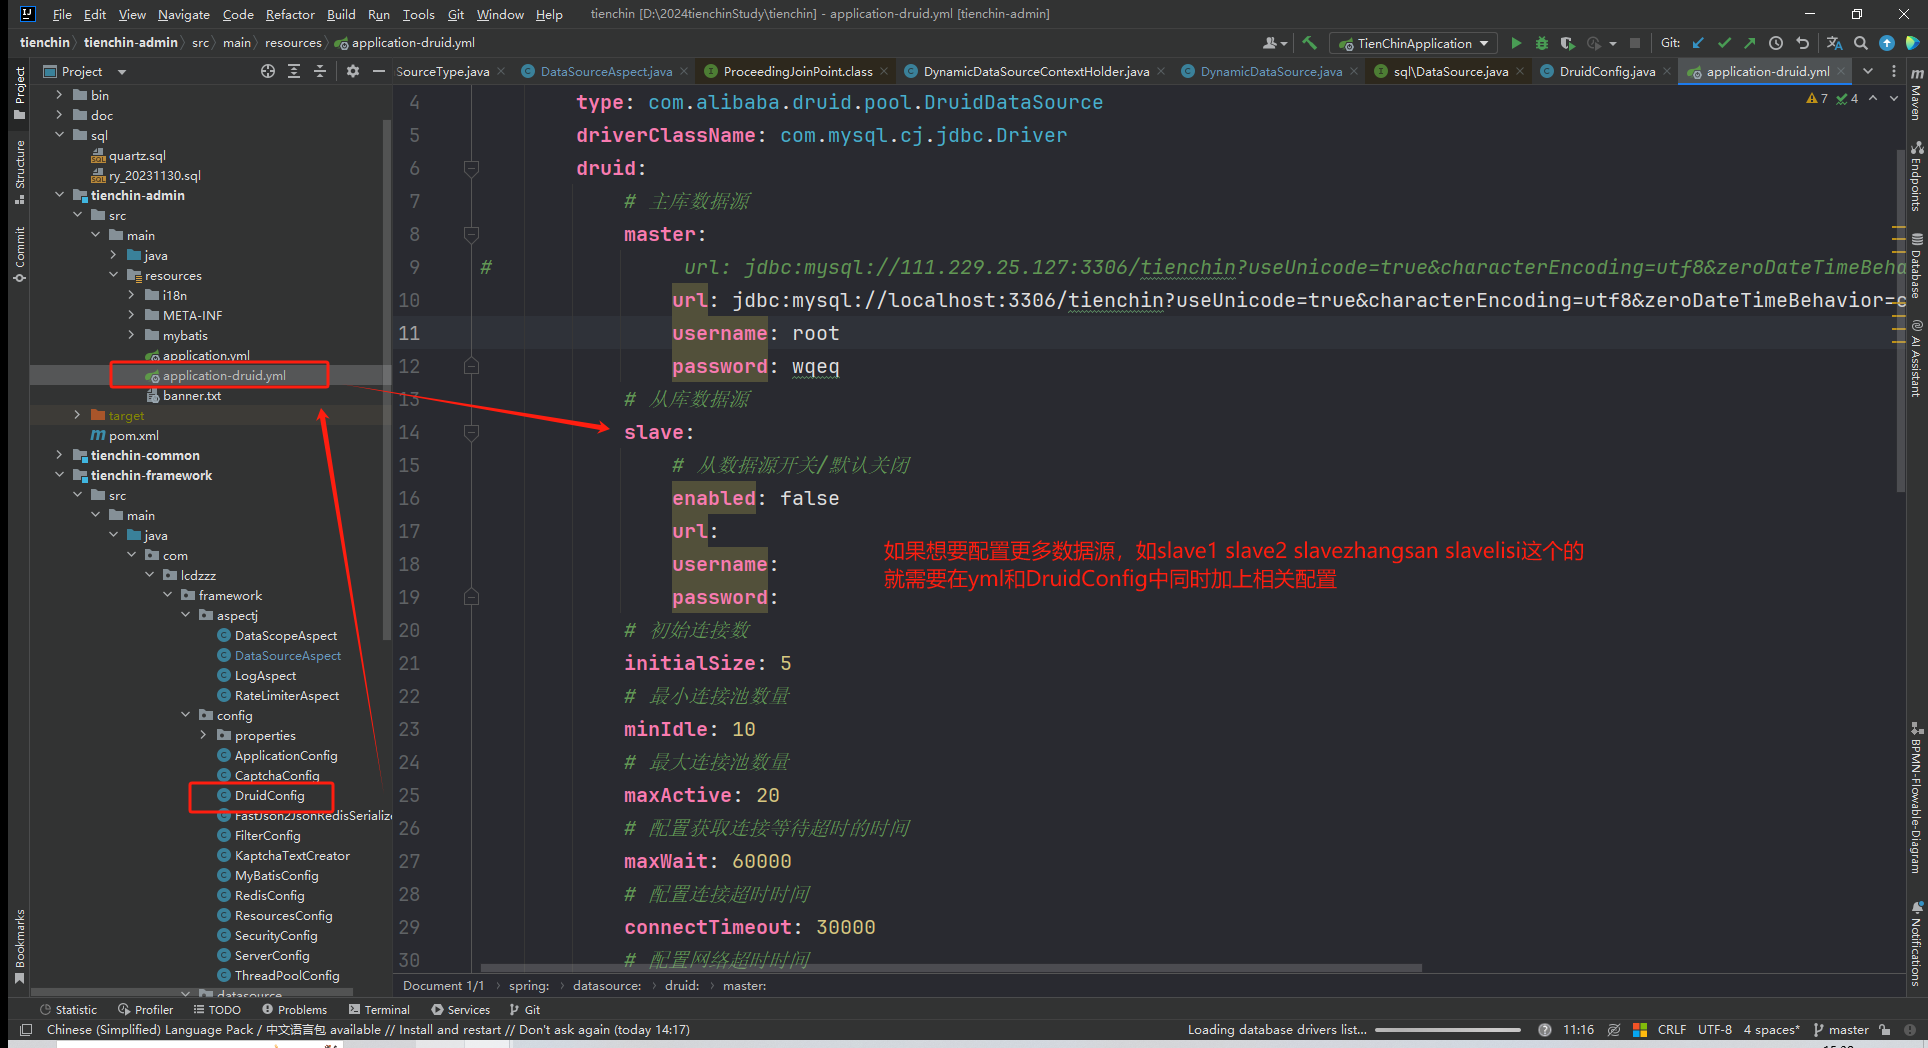 File Edit View Navigate Code Refactor Build Run Tools Git Window Help tienchin [D:\2024tienchinStudy\tienchin] - application-druid.yml [tienchin-admin]
tienchin tienchin-admin src main resources application-druid.yml TienChinApplication Git:
Project SourceType.java DataSourceAspect.java ProceedingJoinPoint.class DynamicDataSourceContextHolder.java DynamicDataSource.java sql\DataSource.java DruidConfig.java application-druid.yml
Project
Structure
Commit
Bookmarks
bin
doc
sql
quartz.sql
ry_20231130.sql
tienchin-admin
src
main
java
resources
i18n
META-INF
mybatis
application.yml
application-druid.yml
banner.txt
target
pom.xml
tienchin-common
tienchin-framework
src
main
java
com
lcdzzz
framework
aspectj
DataScopeAspect
DataSourceAspect
LogAspect
RateLimiterAspect
config
properties
ApplicationConfig
CaptchaConfig
DruidConfig
FastJson2JsonRedisSerialize
FilterConfig
KaptchaTextCreator
MyBatisConfig
RedisConfig
ResourcesConfig
SecurityConfig
ServerConfig
ThreadPoolConfig
datasource
7 4
4 type: com.alibaba.druid.pool.DruidDataSource
5 driverClassName: com.mysql.cj.jdbc.Driver
6 druid:
7 # 主库数据源
8 master:
9 # url: jdbc:mysql://111.229.25.127:3306/tienchin?useUnicode=true&characterEncoding=utf8&zeroDateTimeBeha
10 url: jdbc:mysql://localhost:3306/tienchin?useUnicode=true&characterEncoding=utf8&zeroDateTimeBehavior=c
11 username: root
12 password: wqeq
13 # 从库数据源
14 slave:
15 # 从数据源开关/默认关闭
16 enabled: false
17 url:
18 username:
19 password:
如果想要配置更多数据源，如slave1 slave2 slavezhangsan slavelisi这个的
就需要在yml和DruidConfig中同时加上相关配置
20 # 初始连接数
21 initialSize: 5
22 # 最小连接池数量
23 minIdle: 10
24 # 最大连接池数量
25 maxActive: 20
26 # 配置获取连接等待超时的时间
27 maxWait: 60000
28 # 配置连接超时时间
29 connectTimeout: 30000
30 # 配置网络超时时间
Maven
Endpoints
Database
AI Assistant
BPMN-Flowable-Diagram
Notifications
Document 1/1 spring: datasource: druid: master:
Statistic Profiler TODO Problems Terminal Services Git
Chinese (Simplified) Language Pack / 中文语言包 available // Install and restart // Don't ask again (today 14:17) Loading database drivers list... 11:16 CRLF UTF-8 4 spaces* master